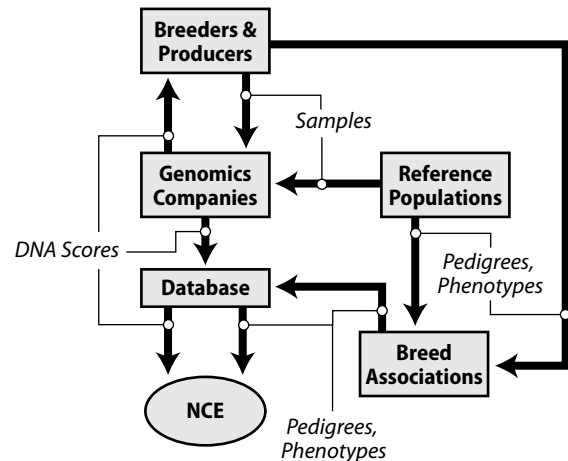 Breeders &
Producers
Samples
Genomics
Companies
Reference
Populations
DNA Scores
Pedigrees,
Phenotypes
Database
Breed
Associations
NCE
Pedigrees,
Phenotypes